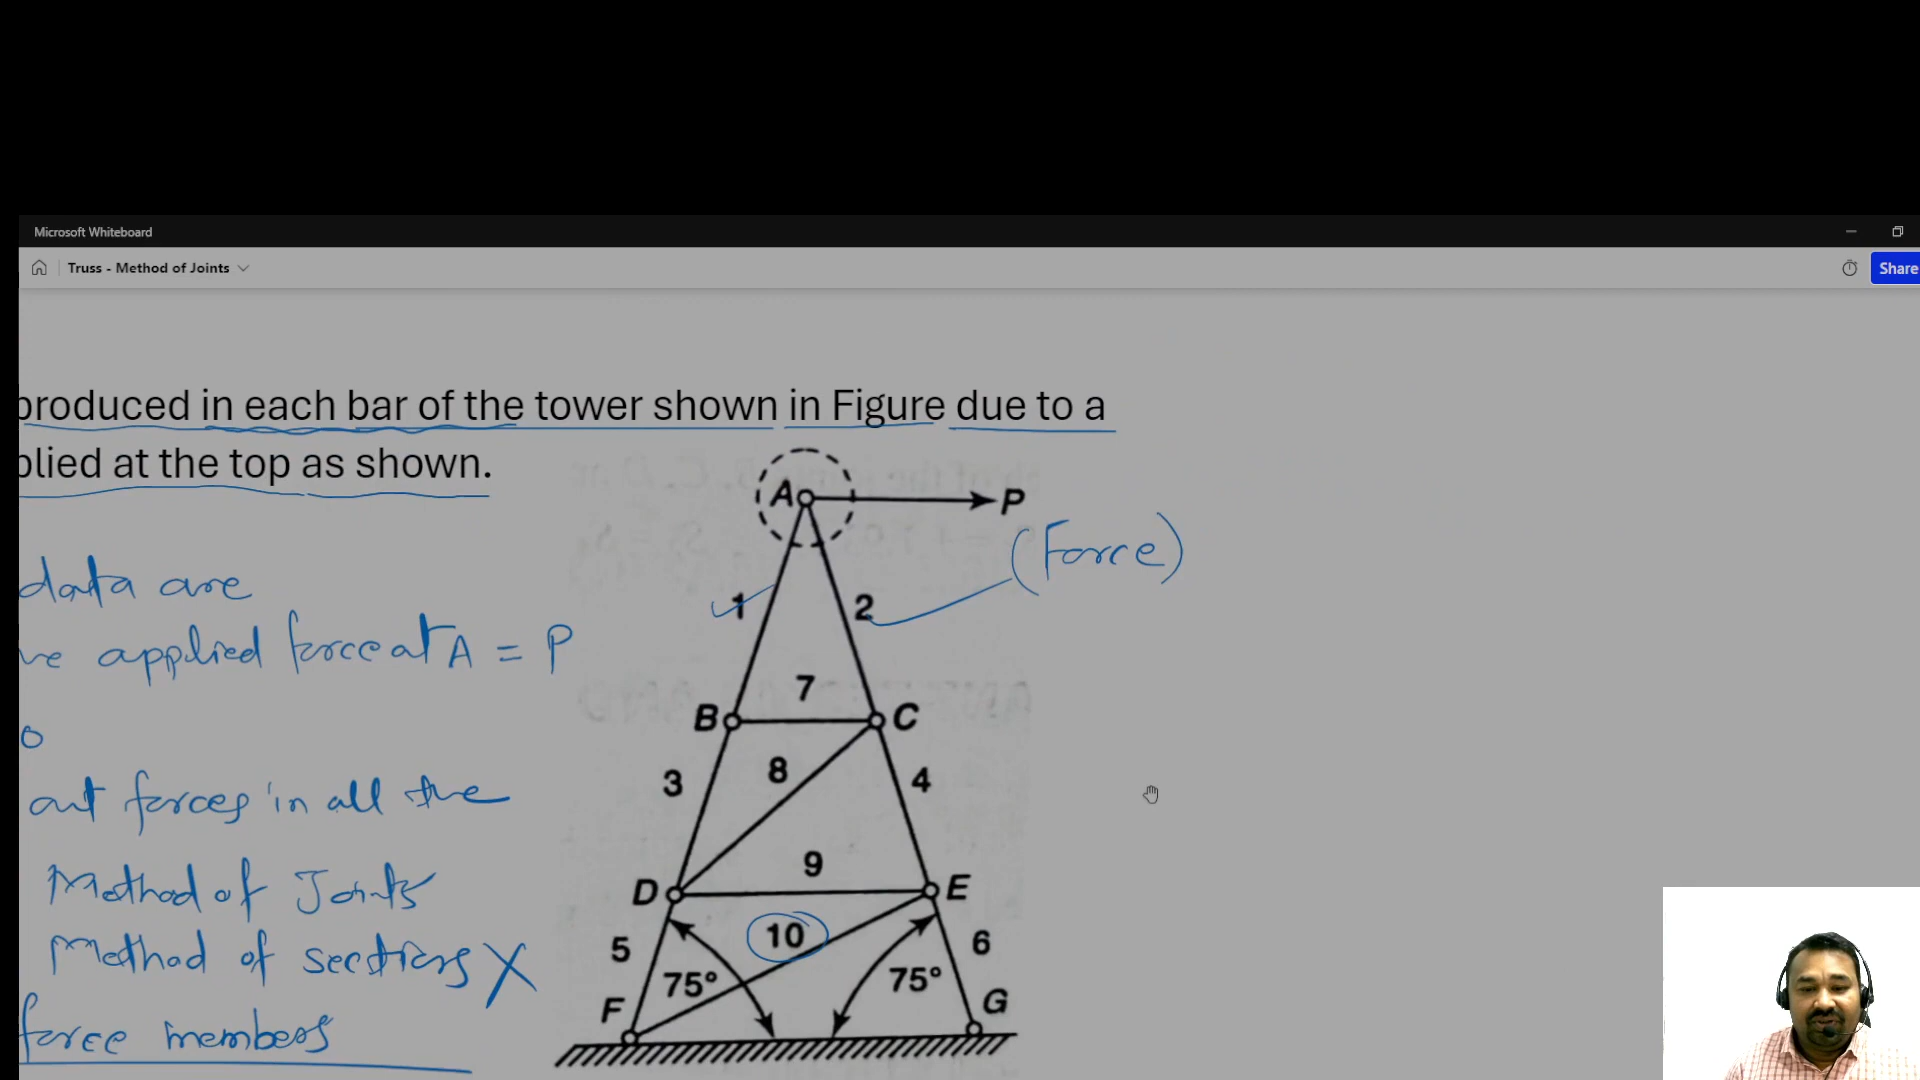 Microsoft Whiteboard
Truss - Method of Joints
Share
produced in each bar of the tower shown in Figure due to a
plied at the top as shown.
A
P
(Force)
data are
1
2
ve applied force at A = P
7
B
C
8
3
4
out forces in all the
9
Method of Joints
D
E
10
Method of sections X
5
6
75°
75°
F
G
force members